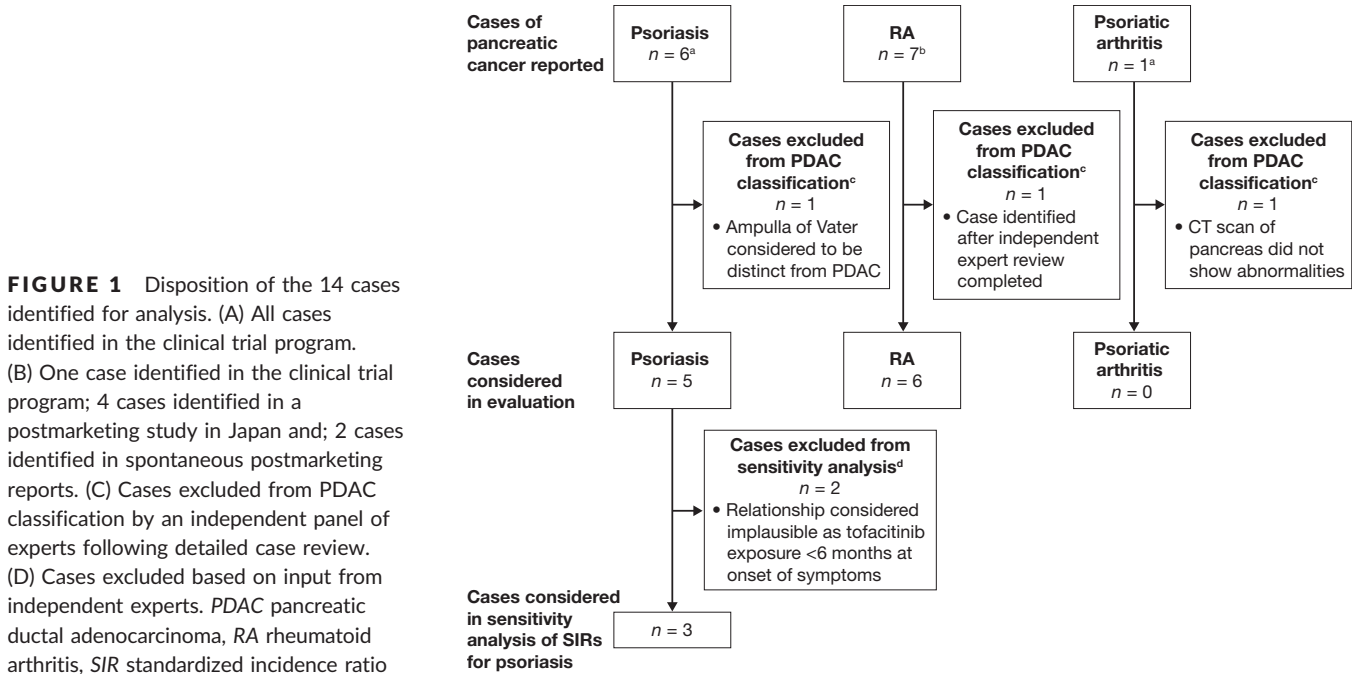 FIGURE 1 Disposition of the 14 cases
identified for analysis. (A) All cases
identified in the clinical trial program.
(B) One case identified in the clinical trial
program; 4 cases identified in a
postmarketing study in Japan and; 2 cases
identified in spontaneous postmarketing
reports. (C) Cases excluded from PDAC
classification by an independent panel of
experts following detailed case review.
(D) Cases excluded based on input from
independent experts. PDAC pancreatic
ductal adenocarcinoma, RA rheumatoid
arthritis, SIR standardized incidence ratio
Cases of
pancreatic
cancer reported
Psoriasis
n = 6a
RA
n = 7b
Psoriatic
arthritis
n = 1a
Cases excluded
from PDAC
classificationc
n = 1
• Ampulla of Vater
considered to be
distinct from PDAC
Cases excluded
from PDAC
classificationc
n = 1
• Case identified
after independent
expert review
completed
Cases excluded
from PDAC
classificationc
n = 1
• CT scan of
pancreas did not
show abnormalities
Cases
considered
in evaluation
Psoriasis
n = 5
RA
n = 6
Psoriatic
arthritis
n = 0
Cases excluded from
sensitivity analysisd
n = 2
• Relationship considered
implausible as tofacitinib
exposure <6 months at
onset of symptoms
Cases considered
in sensitivity
analysis of SIRs
for psoriasis
n = 3